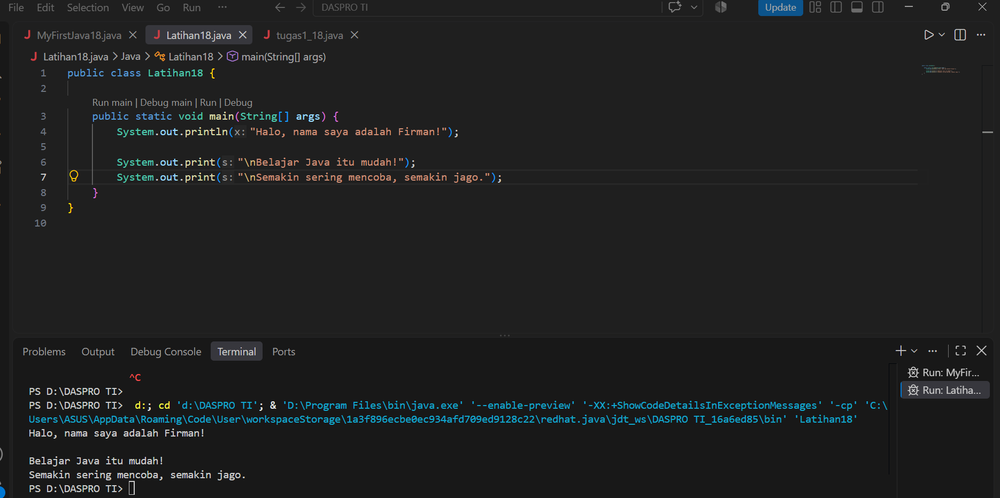 File Edit Selection View Go Run ··· DASPRO TI Update
MyFirstJava18.java Latihan18.java tugas1_18.java
Latihan18.java > Java > Latihan18 > main(String[] args)
1 public class Latihan18 {
2
Run main | Debug main | Run | Debug
3 public static void main(String[] args) {
4 System.out.println(x: "Halo, nama saya adalah Firman!");
5
6 System.out.print(s: "\nBelajar Java itu mudah!");
7 System.out.print(s: "\nSemakin sering mencoba, semakin jago.");
8 }
9 }
10
Problems Output Debug Console Terminal Ports
^C
PS D:\DASPRO TI>
PS D:\DASPRO TI> d:; cd 'd:\DASPRO TI'; & 'D:\Program Files\bin\java.exe' '--enable-preview' '-XX:+ShowCodeDetailsInExceptionMessages' '-cp' 'C:\
Users\ASUS\AppData\Roaming\Code\User\workspaceStorage\1a3f896ecbe0ec934afd709ed9128c22\redhat.java\jdt_ws\DASPRO TI_16a6ed85\bin' 'Latihan18'
Halo, nama saya adalah Firman!
Belajar Java itu mudah!
Semakin sering mencoba, semakin jago.
PS D:\DASPRO TI>
Run: MyFir...
Run: Latiha...